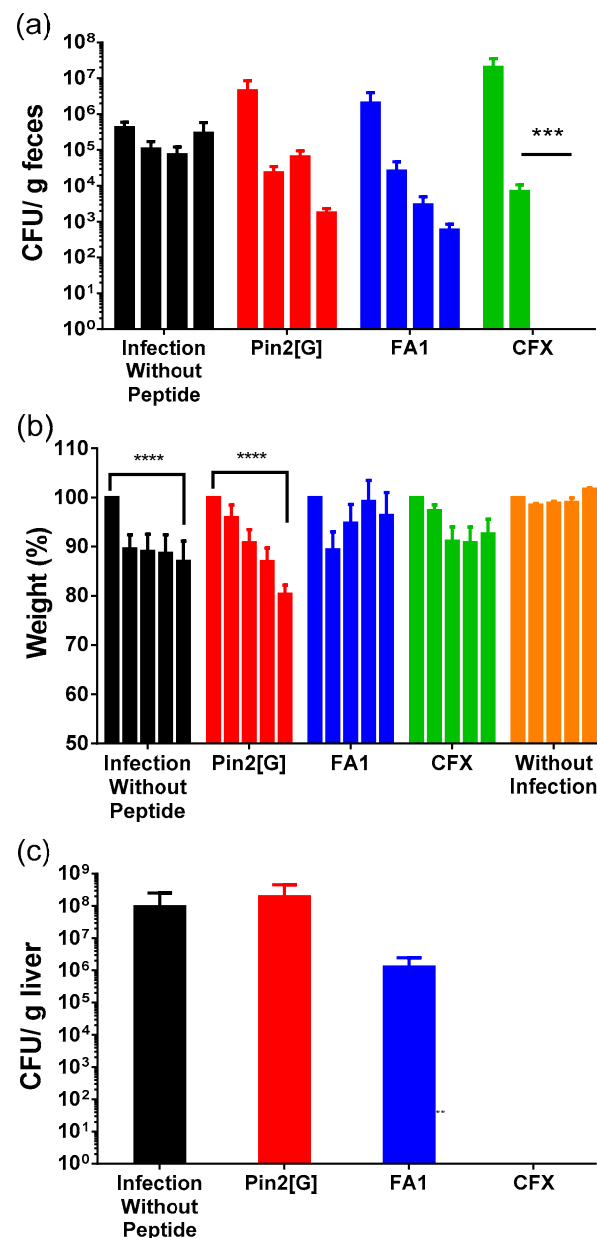 (a)
CFU/ g feces
10⁸
10⁷
10⁶
10⁵
10⁴
10³
10²
10¹
10⁰
***
Infection
Without
Peptide
Pin2[G]
FA1
CFX
(b)
Weight (%)
110
100
90
80
70
60
50
****
****
Infection
Without
Peptide
Pin2[G]
FA1
CFX
Without
Infection
(c)
CFU/ g liver
10⁹
10⁸
10⁷
10⁶
10⁵
10⁴
10³
10²
10¹
10⁰
**
Infection
Without
Peptide
Pin2[G]
FA1
CFX